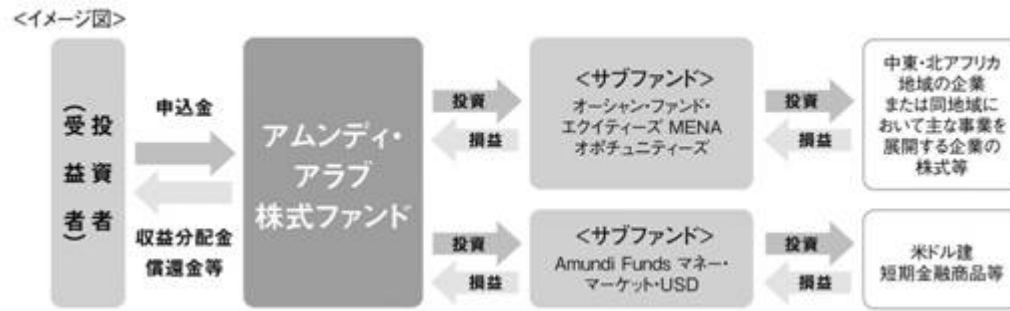 <イメージ図>
投資者
(受益者)
申込金
収益分配金
償還金等
アムンディ・
アラブ
株式ファンド
投資
損益
<サブファンド>
オーシャン・ファンド・
エクイティーズ MENA
オポチュニティーズ
投資
損益
中東・北アフリカ
地域の企業
または同地域に
おいて主な事業を
展開する企業の
株式等
投資
損益
<サブファンド>
Amundi Funds マネー・
マーケット・USD
投資
損益
米ドル建
短期金融商品等